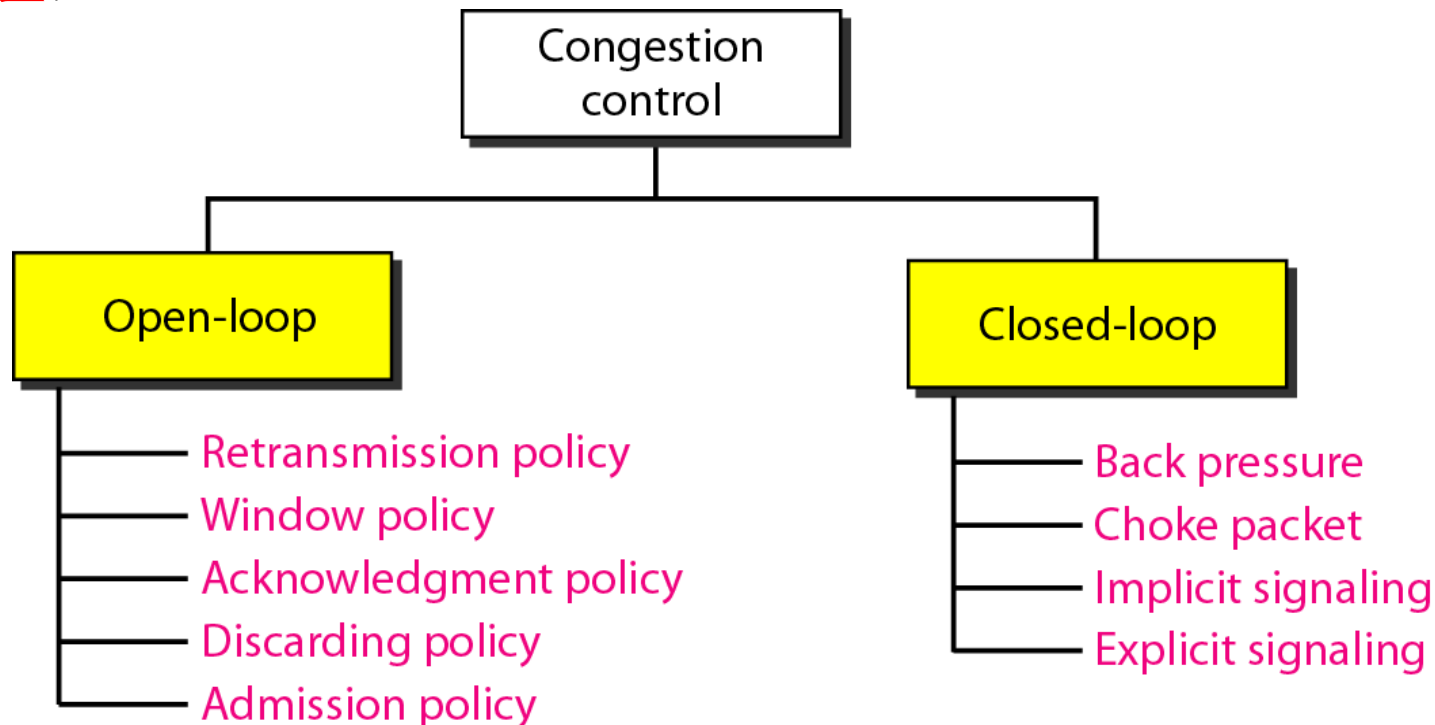 Congestion
control
Open-loop
Closed-loop
Retransmission policy
Window policy
Acknowledgment policy
Discarding policy
Admission policy
Back pressure
Choke packet
Implicit signaling
Explicit signaling